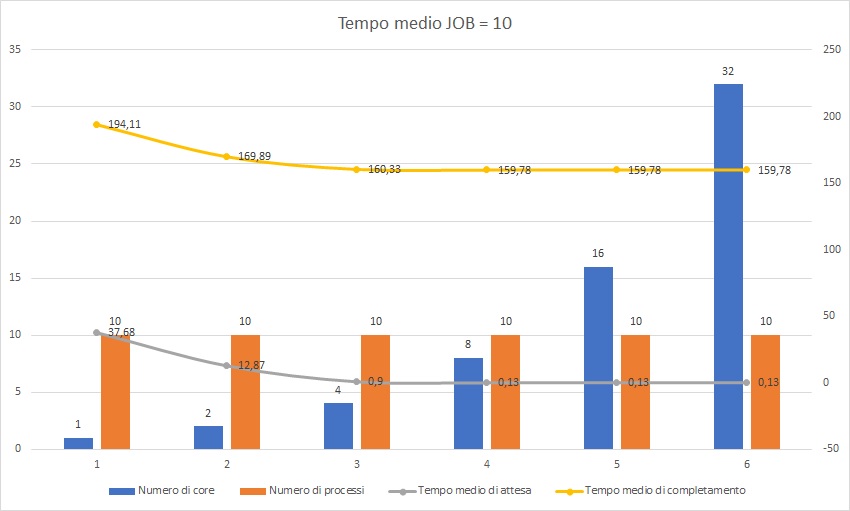 Tempo medio JOB = 10
35 250
30 200
25 150
20 100
15 50
10 0
5 -50
0
194,11 169,89 160,33 159,78 159,78 159,78
37,68 12,87 0,9 0,13 0,13 0,13
1 2 4 8 16 32
10 10 10 10 10 10
1 2 3 4 5 6
Numero di core Numero di processi Tempo medio di attesa Tempo medio di completamento